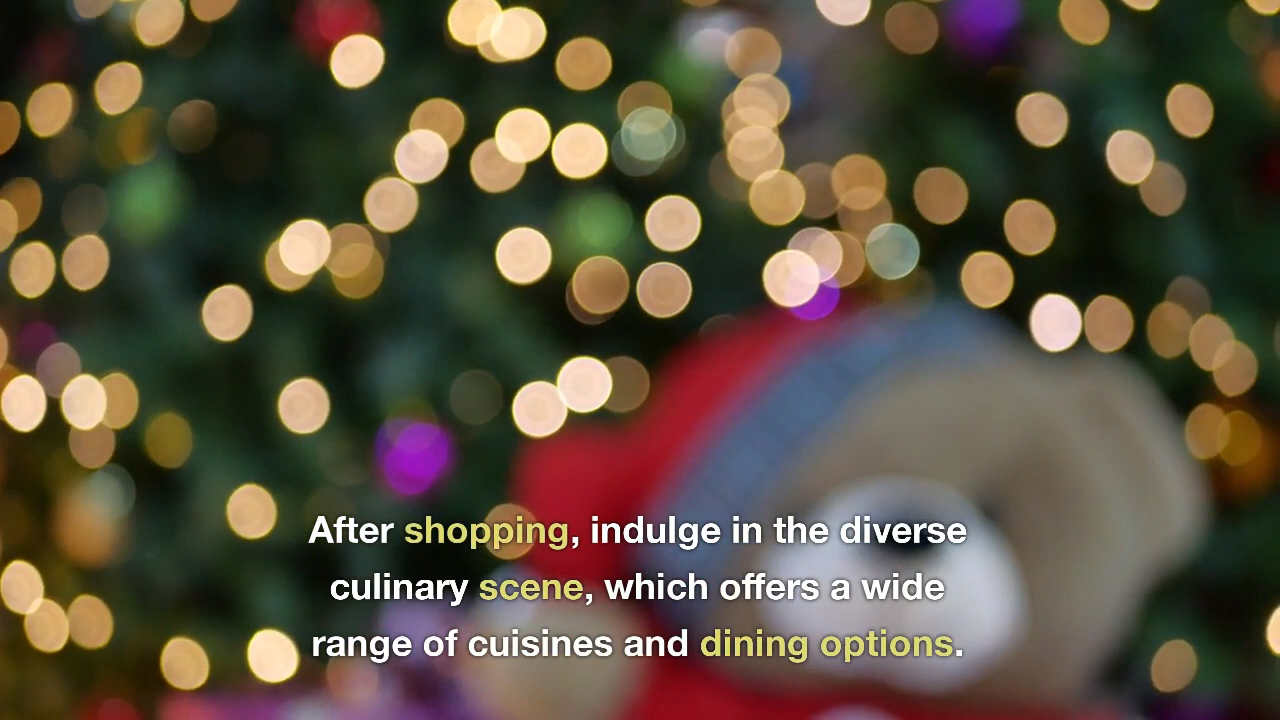 After shopping, indulge in the diverse
culinary scene, which offers a wide
range of cuisines and dining options.